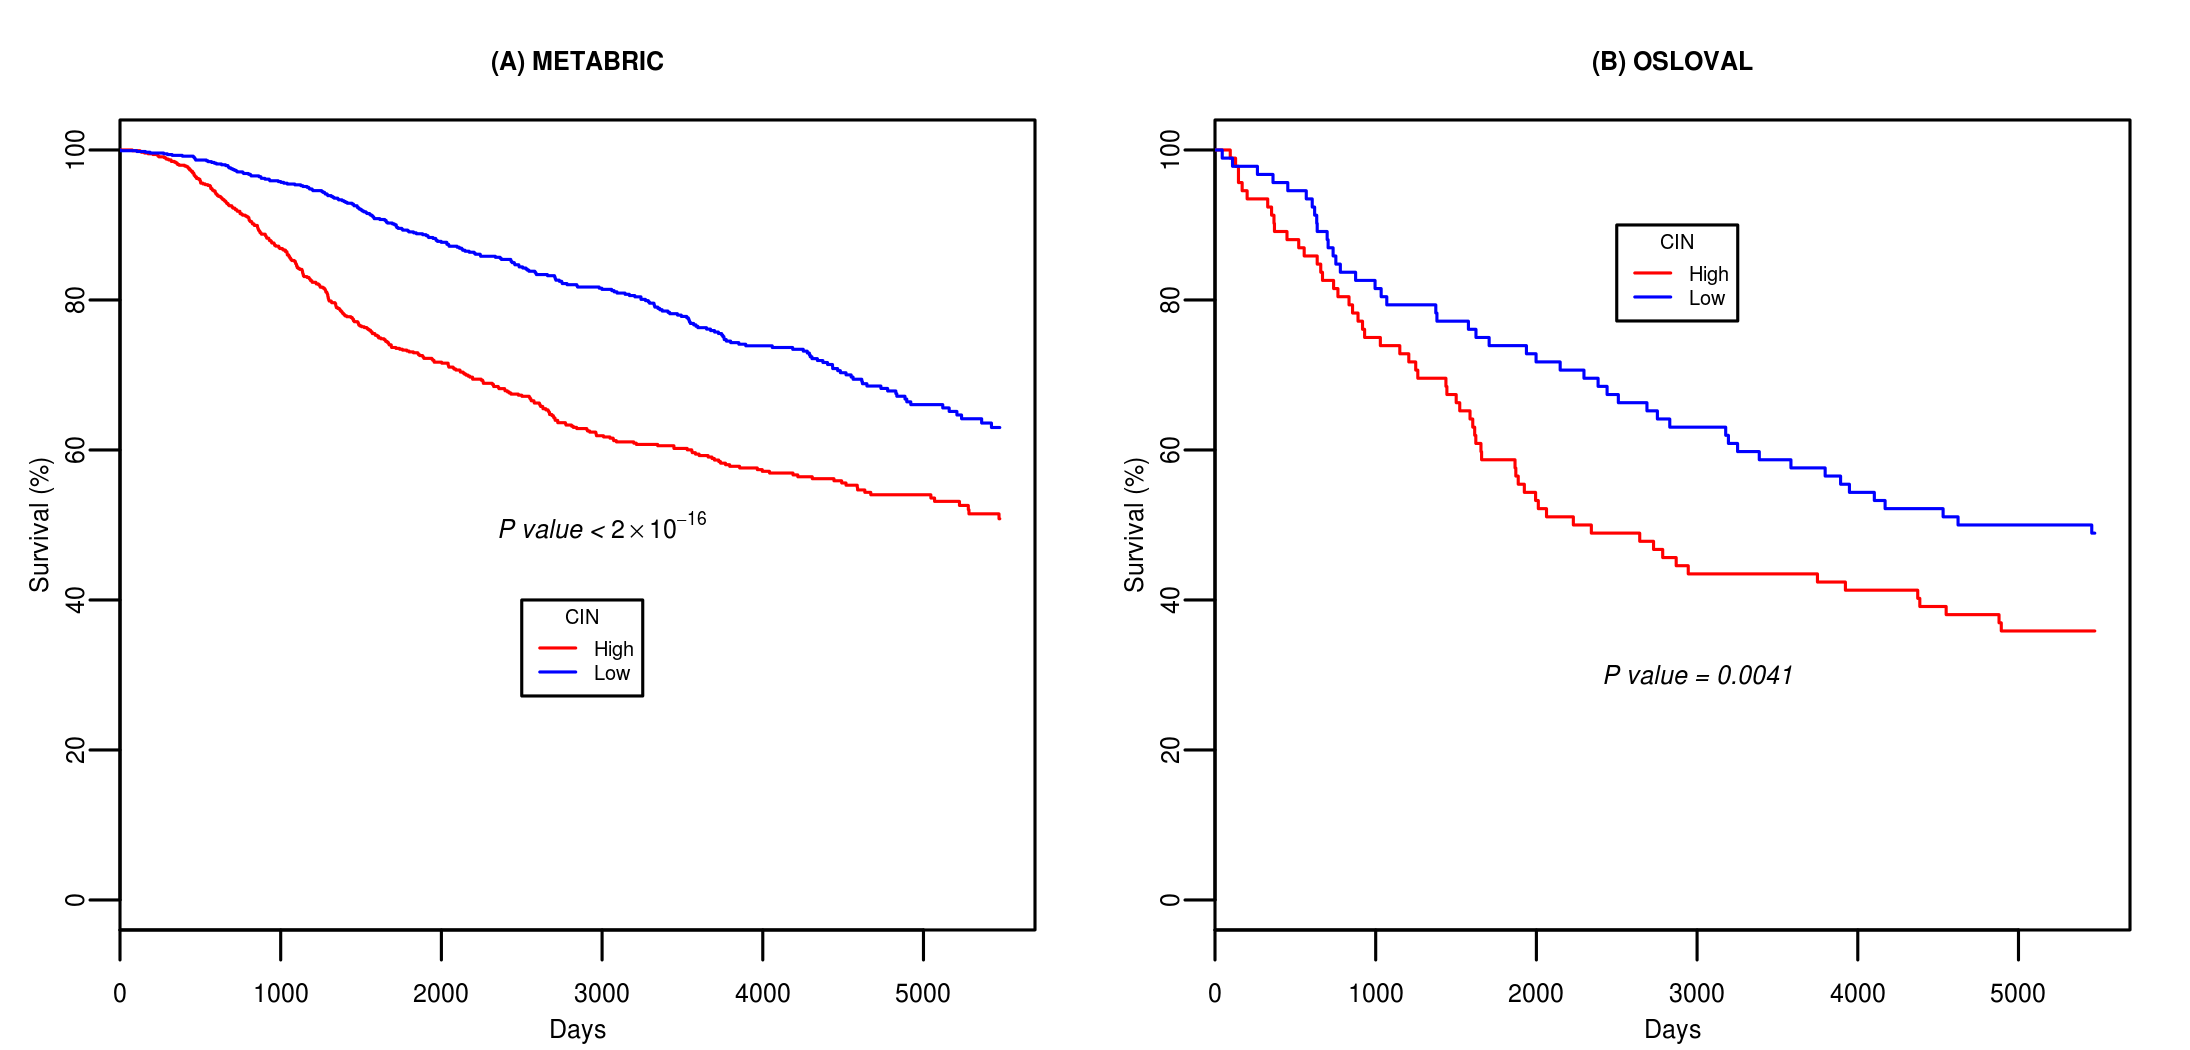 (A) METABRIC
Survival (%)
100
80
60
40
20
0
P value < 2×10⁻¹⁶
CIN
High
Low
0 1000 2000 3000 4000 5000
Days
(B) OSLOVAL
Survival (%)
100
80
60
40
20
0
CIN
High
Low
P value = 0.0041
0 1000 2000 3000 4000 5000
Days